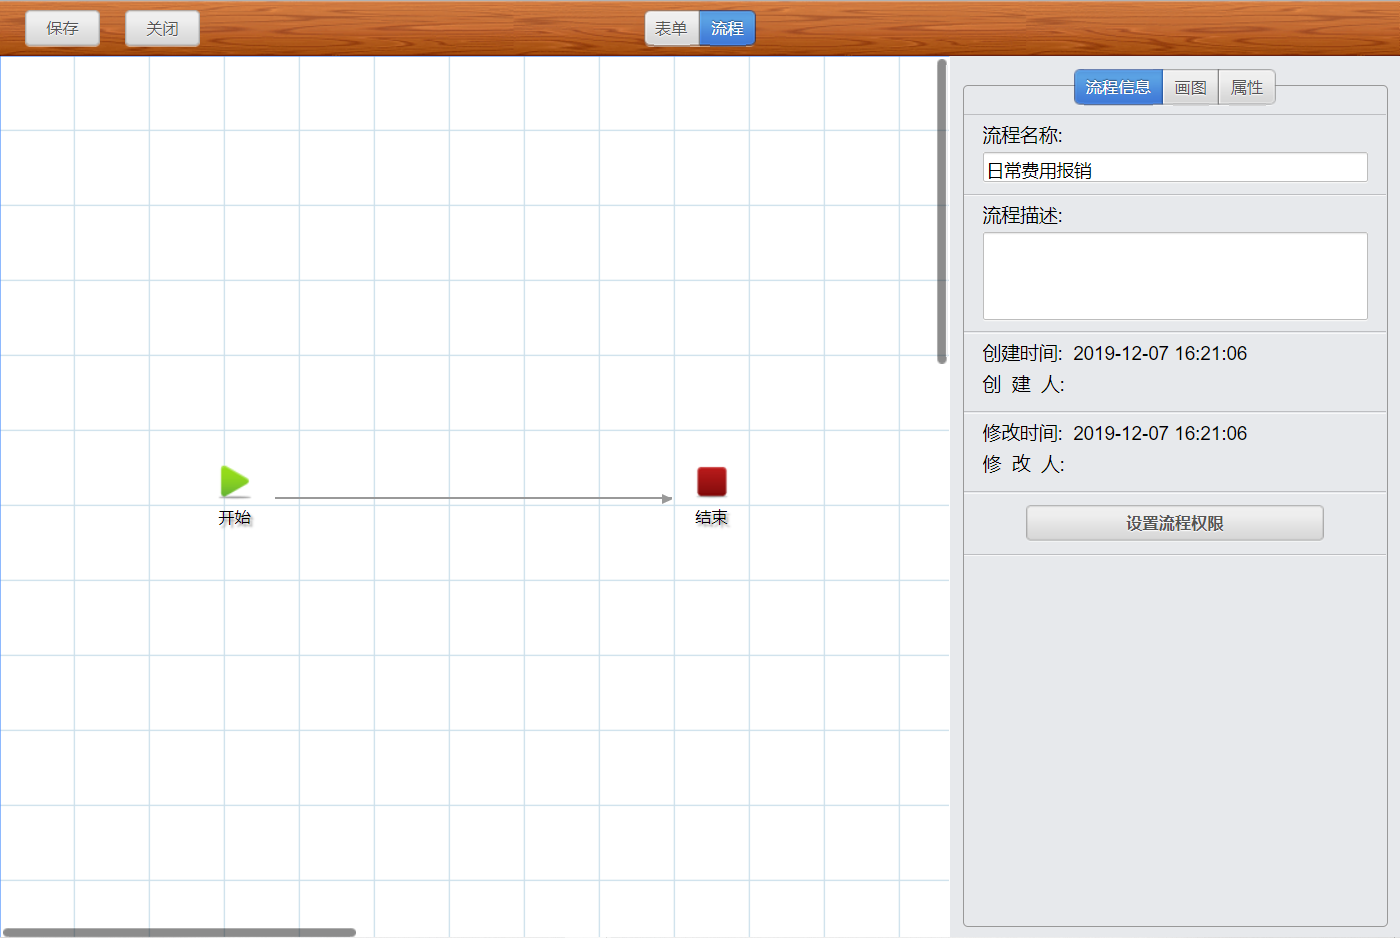 保存 关闭 表单 流程
流程信息 画图 属性
流程名称:
日常费用报销
流程描述:
创建时间: 2019-12-07 16:21:06
创 建 人:
修改时间: 2019-12-07 16:21:06
修 改 人:
设置流程权限
开始 结束